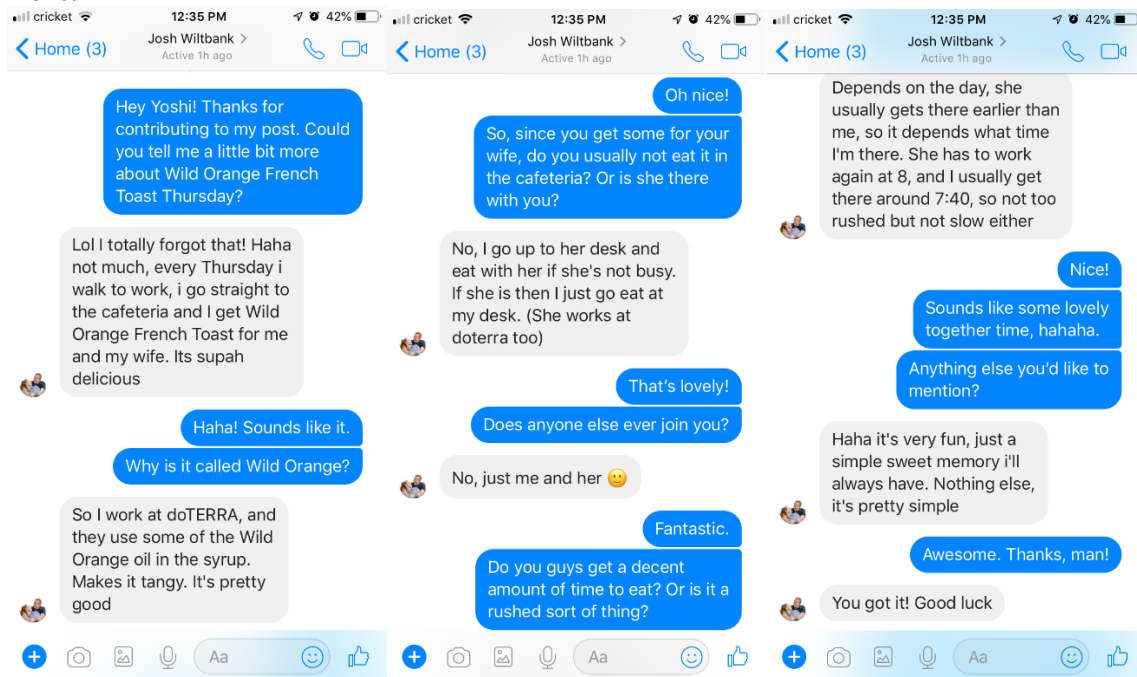 cricket 12:35 PM 42%
Home (3) Josh Wiltbank >
Active 1h ago
Hey Yoshi! Thanks for
contributing to my post. Could
you tell me a little bit more
about Wild Orange French
Toast Thursday?
Lol I totally forgot that! Haha
not much, every Thursday i
walk to work, i go straight to
the cafeteria and I get Wild
Orange French Toast for me
and my wife. Its supah
delicious
Haha! Sounds like it.
Why is it called Wild Orange?
So I work at doTERRA, and
they use some of the Wild
Orange oil in the syrup.
Makes it tangy. It's pretty
good
Aa
cricket 12:35 PM 42%
Home (3) Josh Wiltbank >
Active 1h ago
Oh nice!
So, since you get some for your
wife, do you usually not eat it in
the cafeteria? Or is she there
with you?
No, I go up to her desk and
eat with her if she's not busy.
If she is then I just go eat at
my desk. (She works at
doterra too)
That's lovely!
Does anyone else ever join you?
No, just me and her 🙂
Fantastic.
Do you guys get a decent
amount of time to eat? Or is it a
rushed sort of thing?
Aa
cricket 12:35 PM 42%
Home (3) Josh Wiltbank >
Active 1h ago
Depends on the day, she
usually gets there earlier than
me, so it depends what time
I'm there. She has to work
again at 8, and I usually get
there around 7:40, so not too
rushed but not slow either
Nice!
Sounds like some lovely
together time, hahaha.
Anything else you'd like to
mention?
Haha it's very fun, just a
simple sweet memory i'll
always have. Nothing else,
it's pretty simple
Awesome. Thanks, man!
You got it! Good luck
Aa